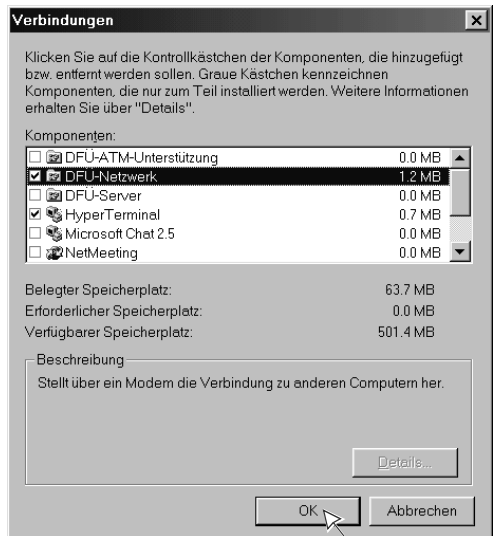 Verbindungen
Klicken Sie auf die Kontrollkästchen der Komponenten, die hinzugefügt
bzw. entfernt werden sollen. Graue Kästchen kennzeichnen
Komponenten, die nur zum Teil installiert werden. Weitere Informationen
erhalten Sie über "Details".
Komponenten:
DFÜ-ATM-Unterstützung 0.0 MB
DFÜ-Netzwerk 1.2 MB
DFÜ-Server 0.0 MB
HyperTerminal 0.7 MB
Microsoft Chat 2.5 0.0 MB
NetMeeting 0.0 MB
Belegter Speicherplatz: 63.7 MB
Erforderlicher Speicherplatz: 0.0 MB
Verfügbarer Speicherplatz: 501.4 MB
Beschreibung
Stellt über ein Modem die Verbindung zu anderen Computern her.
Details...
OK Abbrechen